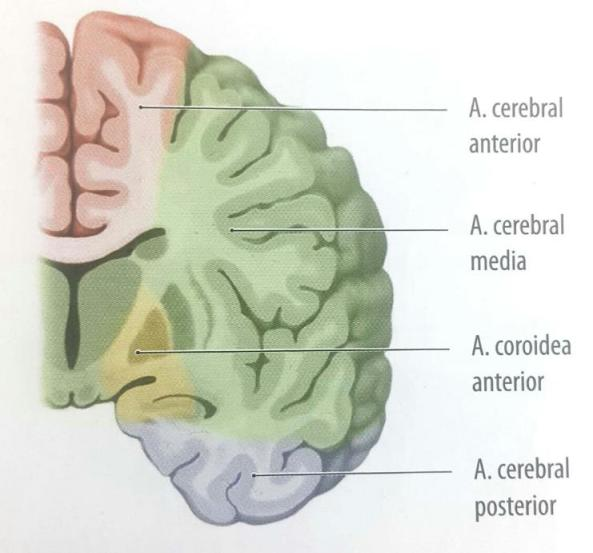 A. cerebral
anterior
A. cerebral
media
A. coroidea
anterior
A. cerebral
posterior